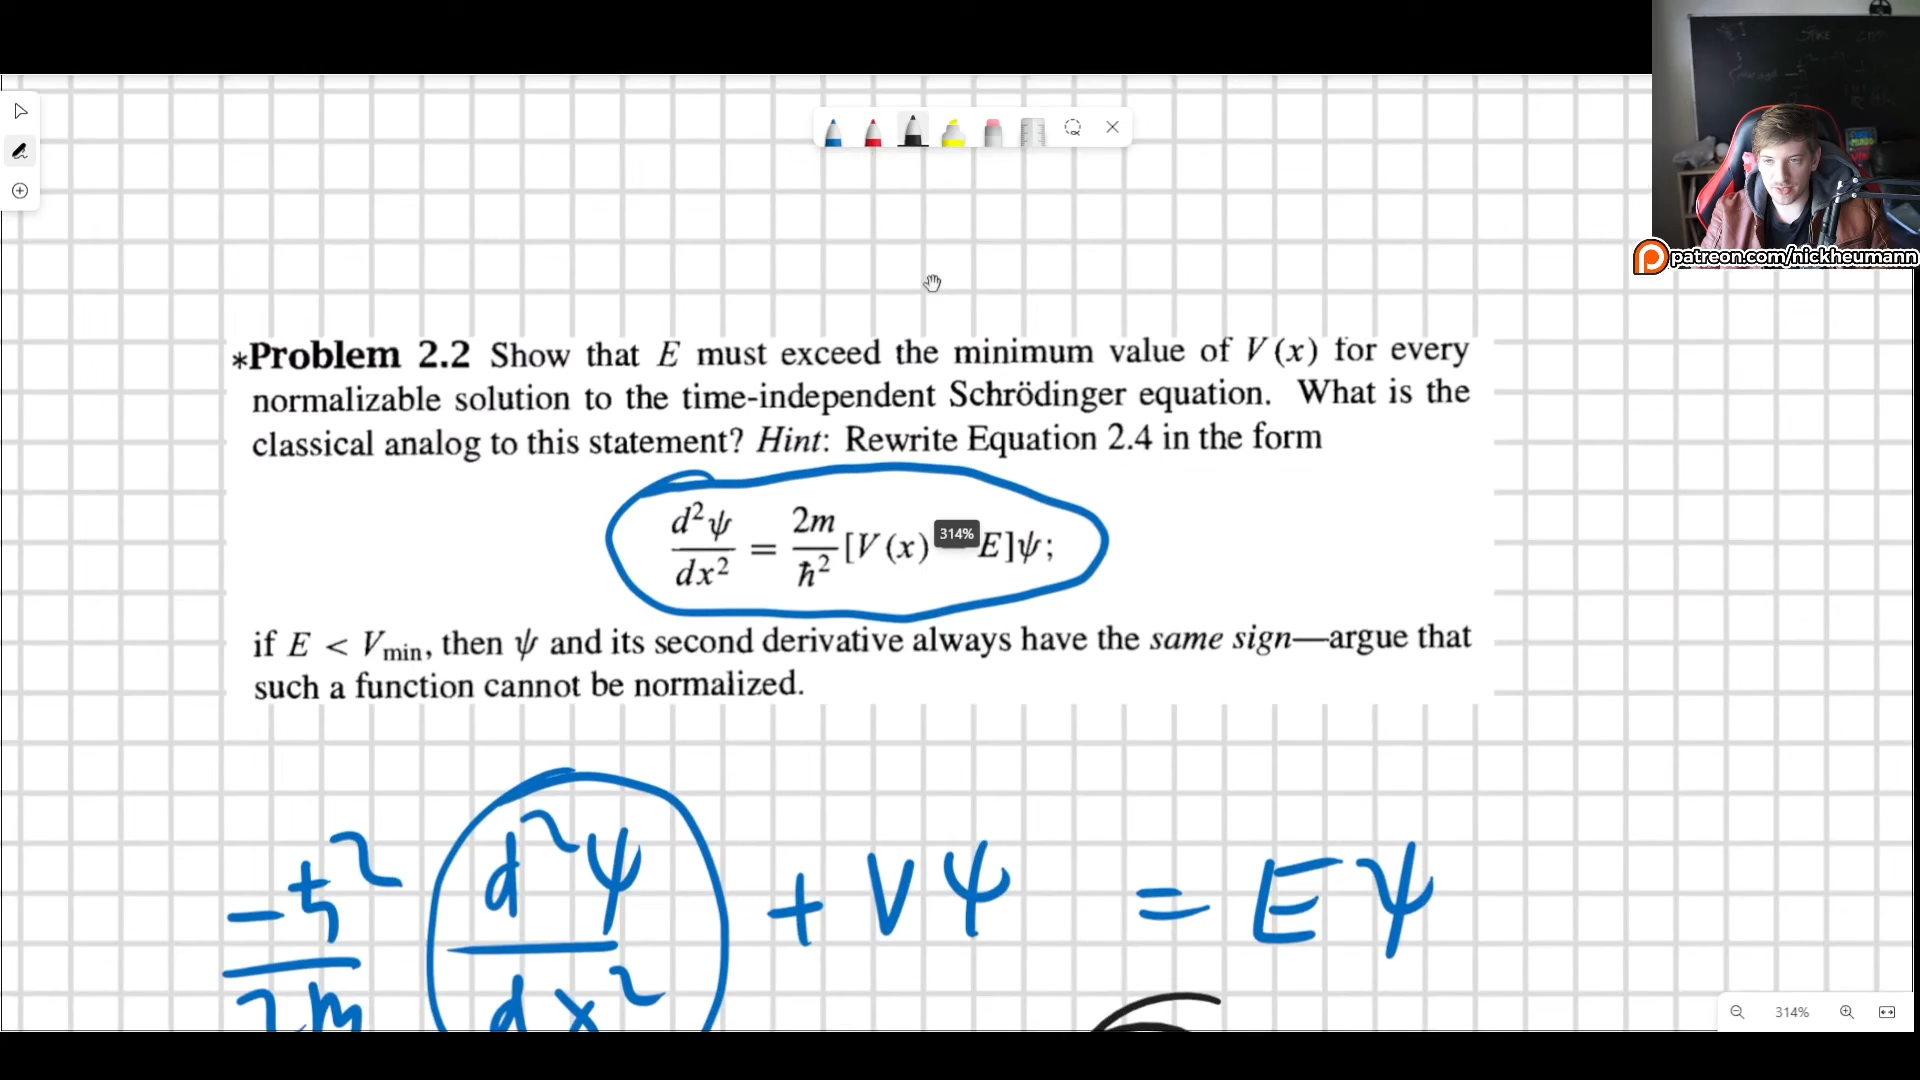 patreon.com/nickheumann
*Problem 2.2 Show that E must exceed the minimum value of V(x) for every
normalizable solution to the time-independent Schrödinger equation. What is the
classical analog to this statement? Hint: Rewrite Equation 2.4 in the form
d²ψ/dx² = 2m/ħ² [V(x) E]ψ;
314%
if E < Vmin, then ψ and its second derivative always have the same sign—argue that
such a function cannot be normalized.
-ħ²/2m d²ψ/dx² + Vψ = Eψ
314%